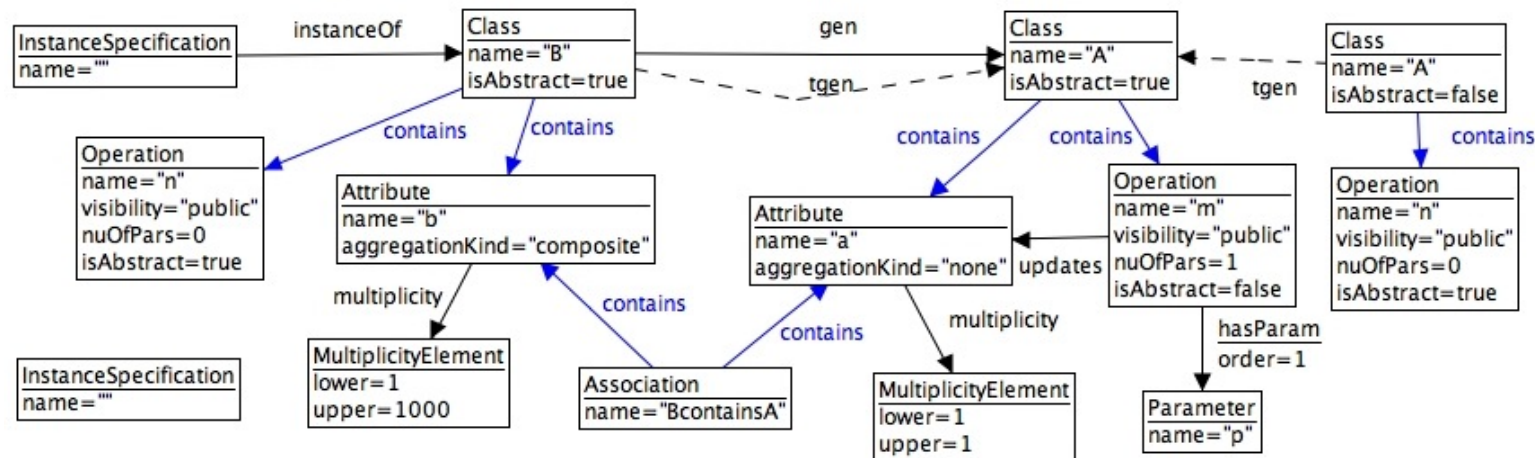 InstanceSpecification
name=""
instanceOf
Class
name="B"
isAbstract=true
gen
tgen
Class
name="A"
isAbstract=true
tgen
Class
name="A"
isAbstract=false
contains
contains
contains
contains
contains
Operation
name="n"
visibility="public"
nuOfPars=0
isAbstract=true
Attribute
name="b"
aggregationKind="composite"
Attribute
name="a"
aggregationKind="none"
updates
Operation
name="m"
visibility="public"
nuOfPars=1
isAbstract=false
Operation
name="n"
visibility="public"
nuOfPars=0
isAbstract=true
multiplicity
contains
contains
multiplicity
hasParam
order=1
InstanceSpecification
name=""
MultiplicityElement
lower=1
upper=1000
Association
name="BcontainsA"
MultiplicityElement
lower=1
upper=1
Parameter
name="p"